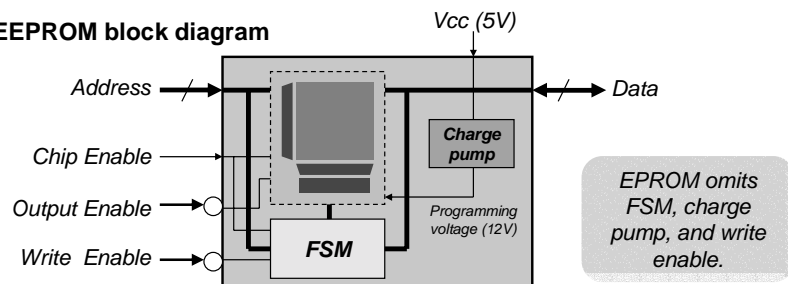 EEPROM block diagram
Vcc (5V)
Address
Data
Charge
pump
Chip Enable
EPROM omits
FSM, charge
pump, and write
enable.
Output Enable
Programming
voltage (12V)
Write Enable
FSM